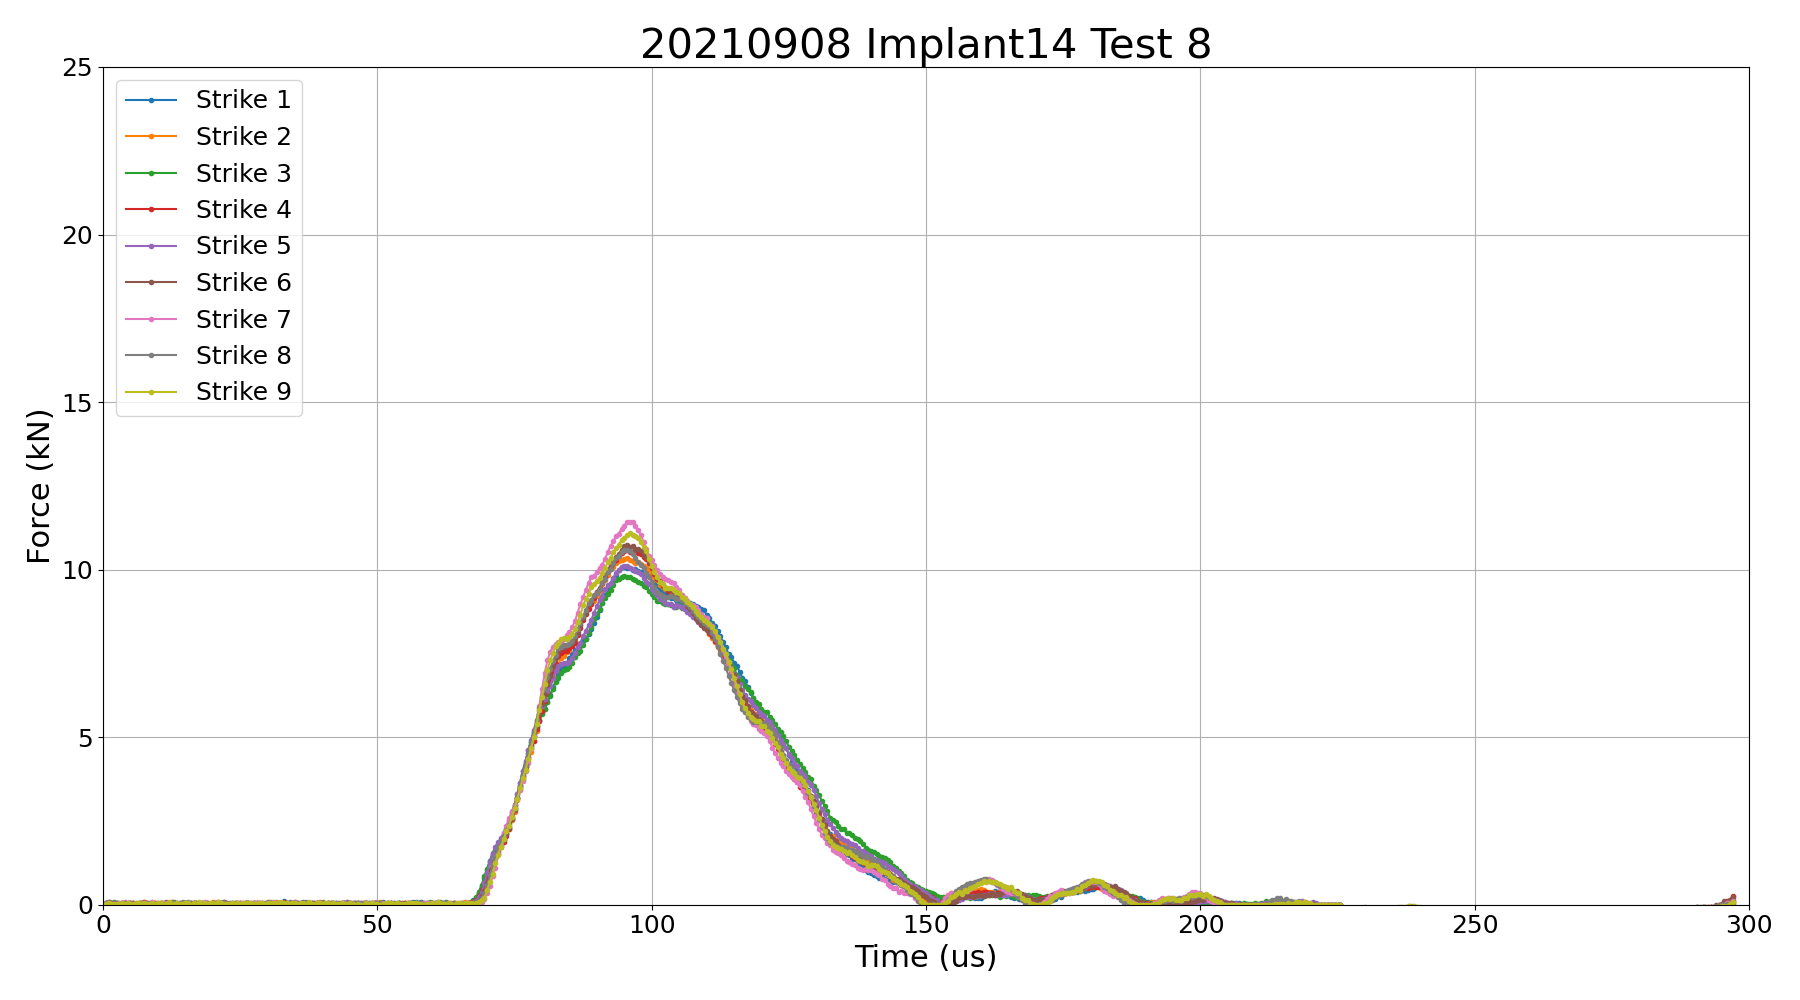 20210908 Implant14 Test 8
25
20
15
10
5
0
Force (kN)
Strike 1
Strike 2
Strike 3
Strike 4
Strike 5
Strike 6
Strike 7
Strike 8
Strike 9
0 50 100 150 200 250 300
Time (us)